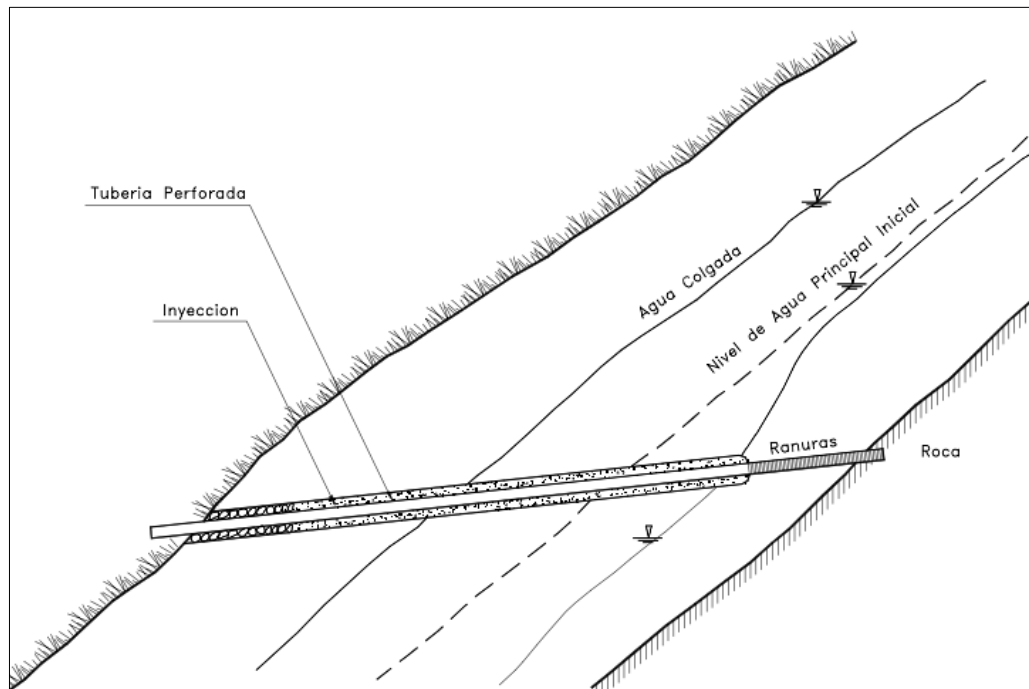 Tuberia Perforada
Inyeccion
Agua Colgada
Nivel de Agua Principal Inicial
Ranuras
Roca